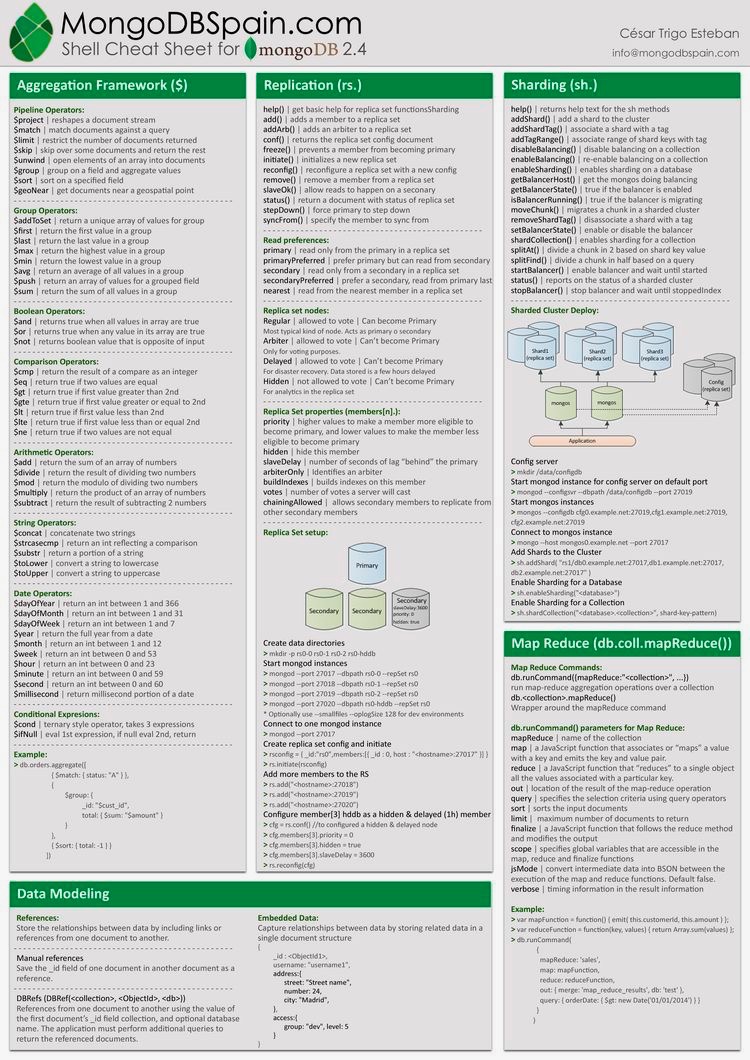 MongoDBSpain.com
Shell Cheat Sheet for mongoDB 2.4
César Trigo Esteban
info@mongodbspain.com
Aggregation Framework ($)
Pipeline Operators:
$project | reshapes a document stream
$match | match documents against a query
$limit | restrict the number of documents returned
$skip | skip over some documents and return the rest
$unwind | open elements of an array into documents
$group | group on a field and aggregate values
$sort | sort on a specified field
$geoNear | get documents near a geospatial point
Group Operators:
$addToSet | return a unique array of values for group
$first | return the first value in a group
$last | return the last value in a group
$max | return the highest value in a group
$min | return the lowest value in a group
$avg | return an average of all values in a group
$push | return an array of values for a grouped field
$sum | return the sum of all values in a group
Boolean Operators:
$and | returns true when all values in array are true
$or | returns true when any value in its array are true
$not | returns boolean value that is opposite of input
Comparison Operators:
$cmp | return the result of a compare as an integer
$eq | return true if two values are equal
$gt | return true if first value greater than 2nd
$gte | return true if first value greater or equal to 2nd
$lt | return true if first value less than 2nd
$lte | return true if first value less than or equal 2nd
$ne | return true if two values are not equal
Arithmetic Operators:
$add | return the sum of an array of numbers
$divide | return the result of dividing two numbers
$mod | return the modulo of dividing two numbers
$multiply | return the product of an array of numbers
$subtract | return the result of subtracting 2 numbers
String Operators:
$concat | concatenate two strings
$strcasecmp | return an int reflecting a comparison
$substr | return a portion of a string
$toLower | convert a string to lowercase
$toUpper | convert a string to uppercase
Date Operators:
$dayOfYear | return an int between 1 and 366
$dayOfMonth | return an int between 1 and 31
$dayOfWeek | return an int between 1 and 7
$year | return the full year from a date
$month | return an int between 1 and 12
$week | return an int between 0 and 53
$hour | return an int between 0 and 23
$minute | return an int between 0 and 59
$second | return an int between 0 and 60
$millisecond | return millisecond portion of a date
Conditional Expresions:
$cond | ternary style operator, takes 3 expressions
$ifNull | eval 1st expression, if null eval 2nd, return
Example:
> db.orders.aggregate([
{ $match: { status: "A" } },
{
$group: {
_id: "$cust_id",
total: { $sum: "$amount" }
}
},
{ $sort: { total: -1 } }
])
Replication (rs.)
help() | get basic help for replica set functionsSharding
add() | adds a member to a replica set
addArb() | adds an arbiter to a replica set
conf() | returns the replica set config document
freeze() | prevents a member from becoming primary
initiate() | initializes a new replica set
reconfig() | reconfigure a replica set with a new config
remove() | remove a member from a replica set
slaveOk() | allow reads to happen on a seconary
status() | return a document with status of replica set
stepDown() | force primary to step down
syncFrom() | specify the member to sync from
Read preferences:
primary | read only from the primary in a replica set
primaryPreferred | prefer primary but can read from secondary
secondary | read only from a secondary in a replica set
secondaryPreferred | prefer a secondary, read from primary last
nearest | read from the nearest member in a replica set
Replica set nodes:
Regular | allowed to vote | Can become Primary
Most typical kind of node. Acts as primary o secondary
Arbiter | allowed to vote | Can't become Primary
Only for voting purposes.
Delayed | allowed to vote | Can't become Primary
For disaster recovery. Data stored is a few hours delayed
Hidden | not allowed to vote | Can't become Primary
For analytics in the replica set
Replica Set properties (members[n].):
priority | higher values to make a member more eligible to
become primary, and lower values to make the member less
eligible to become primary
hidden | hide this member
slaveDelay | number of seconds of lag "behind" the primary
arbiterOnly | Identifies an arbiter
buildIndexes | builds indexes on this member
votes | number of votes a server will cast
chainingAllowed | allows secondary members to replicate from
other secondary members
Replica Set setup:
Primary
Secondary
Secondary
Secondary
slaveDelay:3600
priority: 0
hidden: true
Create data directories
> mkdir -p rs0-0 rs0-1 rs0-2 rs0-hddb
Start mongod instances
> mongod --port 27017 --dbpath rs0-0 --replSet rs0
> mongod --port 27018 --dbpath rs0-1 --replSet rs0
> mongod --port 27019 --dbpath rs0-2 --replSet rs0
> mongod --port 27020 --dbpath rs0-hddb --replSet rs0
* Optionally use --smallfiles --oplogSize 128 for dev environments
Connect to one mongod instance
> mongod --port 27017
Create replica set config and initiate
> rsconfig = { _id:"rs0",members:[{ _id : 0, host : "<hostname>:27017" }] }
> rs.initiate(rsconfig)
Add more members to the RS
> rs.add("<hostname>:27018")
> rs.add("<hostname>:27019")
> rs.add("<hostname>:27020")
Configure member[3] hddb as a hidden & delayed (1h) member
> cfg = rs.conf() //to configured a hidden & delayed node
> cfg.members[3].priority = 0
> cfg.members[3].hidden = true
> cfg.members[3].slaveDelay = 3600
> rs.reconfig(cfg)
Sharding (sh.)
help() | returns help text for the sh methods
addShard() | add a shard to the cluster
addShardTag() | associate a shard with a tag
addTagRange() | associate range of shard keys with tag
disableBalancing() | disable balancing on a collection
enableBalancing() | re-enable balancing on a collection
enableSharding() | enables sharding on a database
getBalancerHost() | get the mongos doing balancing
getBalancerState() | true if the balancer is enabled
isBalancerRunning() | true if the balancer is migrating
moveChunk() | migrates a chunk in a sharded cluster
removeShardTag() | disassociate a shard with a tag
setBalancerState() | enable or disable the balancer
shardCollection() | enables sharding for a collection
splitAt() | divide a chunk in 2 based on shard key value
splitFind() | divide a chunk in half based on a query
startBalancer() | enable balancer and wait until started
status() | reports on the status of a sharded cluster
stopBalancer() | stop balancer and wait until stoppedIndex
Sharded Cluster Deploy:
Shard1
(replica set)
Shard2
(replica set)
Shard3
(replica set)
Config
(replica set)
mongos
mongos
Application
Config server
> mkdir /data/configdb
Start mongod instance for config server on default port
> mongodb --configsvr --dbpath /data/configdb --port 27019
Start mongos instances
> mongos --configdb cfg0.example.net:27019,cfg1.example.net:27019,
cfg2.example.net:27019
Connect to mongos instance
> mongo --host mongos0.example.net --port 27017
Add Shards to the Cluster
> sh.addShard( "rs1/db0.example.net:27017,db1.example.net:27017,
db2.example.net:27017" )
Enable Sharding for a Database
> sh.enableSharding("<database>")
Enable Sharding for a Collection
> sh.shardCollection("<database>.<collection>", shard-key-pattern)
Map Reduce (db.coll.mapReduce())
Map Reduce Commands:
db.runCommand({mapReduce:"<collection>", ...})
run map-reduce aggregation operations over a collection
db.<collection>.mapReduce()
Wrapper around the mapReduce command
db.runCommand() parameters for Map Reduce:
mapReduce | name of the collection
map | a JavaScript function that associates or "maps" a value
with a key and emits the key and value pair.
reduce | a JavaScript function that "reduces" to a single object
all the values associated with a particular key.
out | location of the result of the map-reduce operation
query | specifies the selection criteria using query operators
sort | sorts the input documents
limit | maximum number of documents to return
finalize | a JavaScript function that follows the reduce method
and modifies the output
scope | specifies global variables that are accessible in the
map, reduce and finalize functions
jsMode | convert intermediate data into BSON between the
execution of the map and reduce functions. Default false.
verbose | timing information in the result information
Example:
> var mapFunction = function() { emit( this.customerId, this.amount ) };
> var reduceFunction = function(key, values) { return Array.sum(values) };
> db.runCommand(
{
mapReduce: 'sales',
map: mapFunction,
reduce: reduceFunction,
out: { merge: 'map_reduce_results', db: 'test' },
query: { orderDate: { $gt: new Date('01/01/2014') } }
}
)
Data Modeling
References:
Store the relationships between data by including links or
references from one document to another.
Manual references
Save the _id field of one document in another document as a
reference.
DBRefs (DBRef(<collection>, <ObjectId>, <db>))
References from one document to another using the value of
the first document's _id field collection, and optional database
name. The application must perform additional queries to
return the referenced documents.
Embedded Data:
Capture relationships between data by storing related data in a
single document structure
{
_id : <ObjectId1>,
username: "username1",
address:{
street: "Street name",
number: 24,
city: "Madrid",
},
access:{
group: "dev", level: 5
}
}